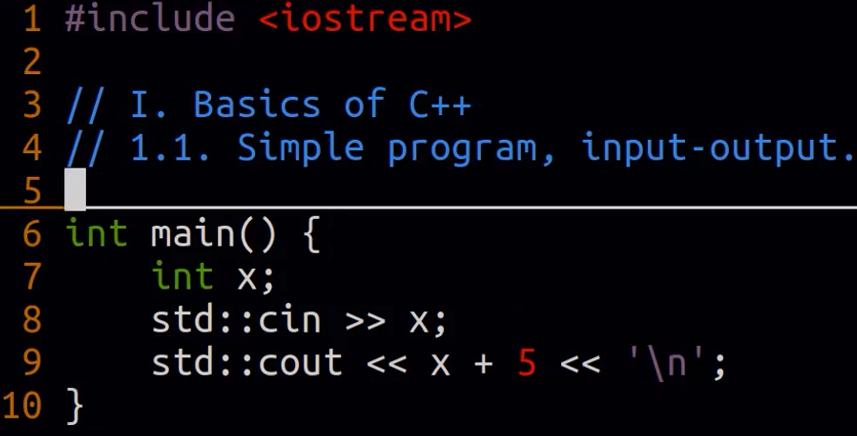 1 #include <iostream>
2
3 // I. Basics of C++
4 // 1.1. Simple program, input-output.
5
6 int main() {
7     int x;
8     std::cin >> x;
9     std::cout << x + 5 << '\n';
10 }